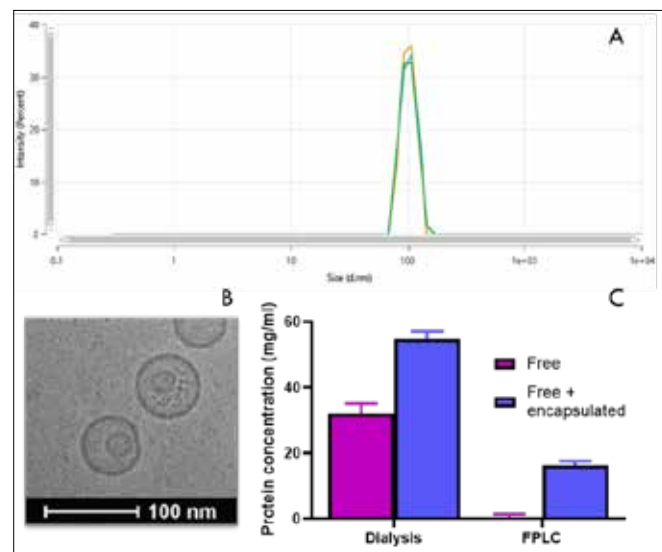 A
40
30
20
10
Intensity (Percent)
0.1 1 10 100 1e+03 1e+04
Size (d.nm)
B
C
100 nm
Protein concentration (mg/ml)
60
40
20
0
Free
Free +
encapsulated
Dialysis FPLC